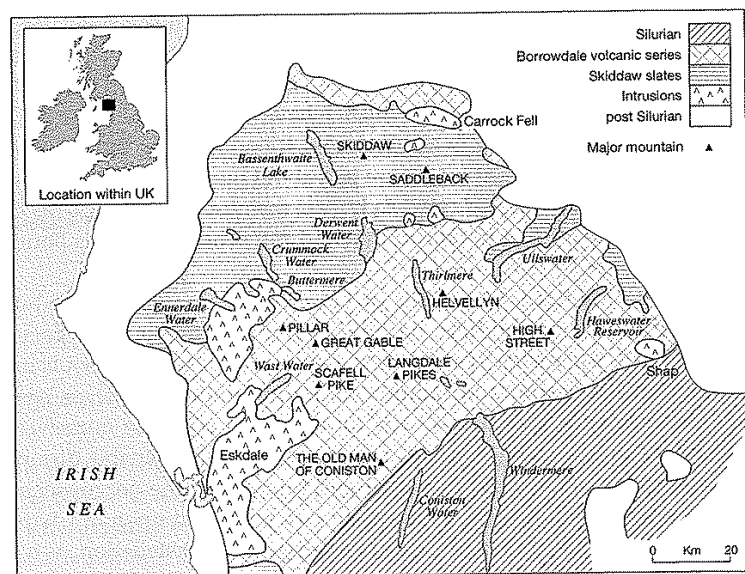 Silurian
Borrowdale volcanic series
Skiddaw slates
Intrusions
post Silurian
Major mountain
Location within UK
Carrock Fell
SKIDDAW
Bassenthwaite
Lake
SADDLEBACK
Derwent
Water
Crummock
Water
Buttermere
Ullswater
Thirlmere
HELVELLYN
Ennerdale
Water
PILLAR
GREAT GABLE
HIGH
STREET
Haweswater
Reservoir
Wast Water
SCAFELL
PIKE
LANGDALE
PIKES
Shap
Eskdale
THE OLD MAN
OF CONISTON
Windermere
Coniston
Water
IRISH
SEA
0 Km 20